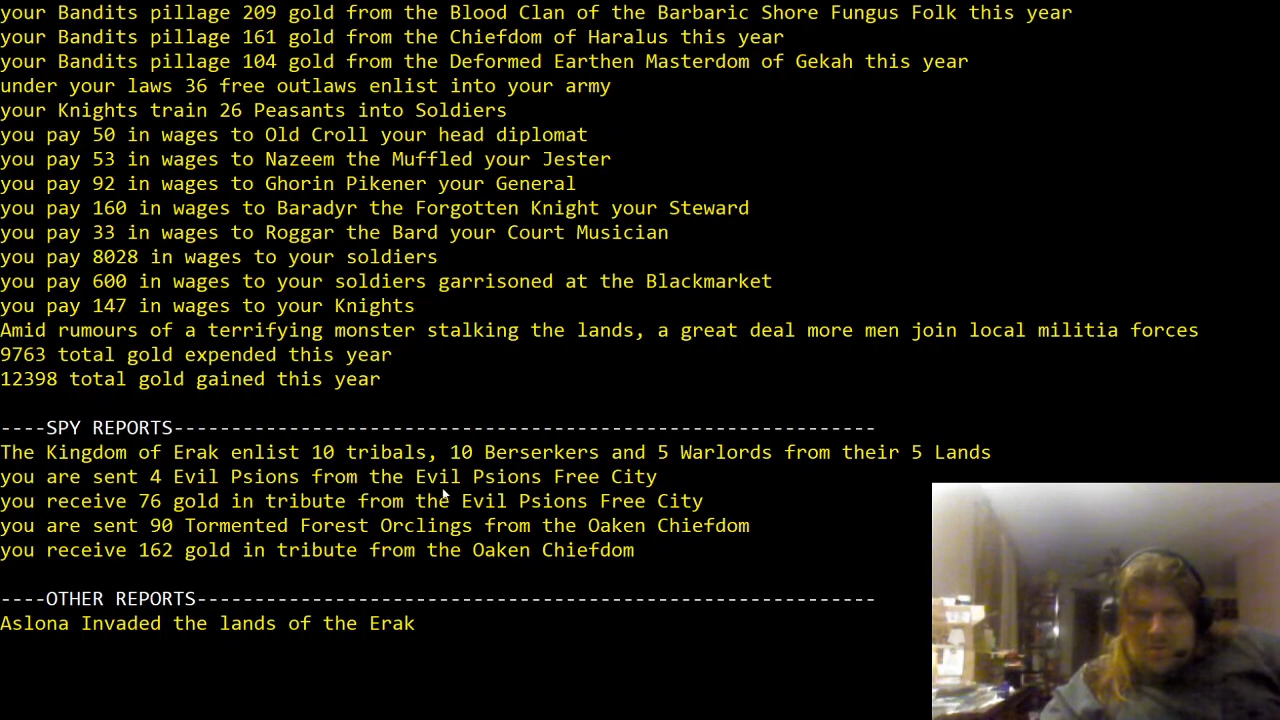 your Bandits pillage 209 gold from the Blood Clan of the Barbaric Shore Fungus Folk this year
your Bandits pillage 161 gold from the Chiefdom of Haralus this year
your Bandits pillage 104 gold from the Deformed Earthen Masterdom of Gekah this year
under your laws 36 free outlaws enlist into your army
your Knights train 26 Peasants into Soldiers
you pay 50 in wages to Old Croll your head diplomat
you pay 53 in wages to Nazeem the Muffled your Jester
you pay 92 in wages to Ghorin Pikener your General
you pay 160 in wages to Baradyr the Forgotten Knight your Steward
you pay 33 in wages to Roggar the Bard your Court Musician
you pay 8028 in wages to your soldiers
you pay 600 in wages to your soldiers garrisoned at the Blackmarket
you pay 147 in wages to your Knights
Amid rumours of a terrifying monster stalking the lands, a great deal more men join local militia forces
9763 total gold expended this year
12398 total gold gained this year
----SPY REPORTS-------------------------------------------------------------
The Kingdom of Erak enlist 10 tribals, 10 Berserkers and 5 Warlords from their 5 Lands
you are sent 4 Evil Psions from the Evil Psions Free City
you receive 76 gold in tribute from the Evil Psions Free City
you are sent 90 Tormented Forest Orclings from the Oaken Chiefdom
you receive 162 gold in tribute from the Oaken Chiefdom
----OTHER REPORTS-----------------------------------------------------------
Aslona Invaded the lands of the Erak